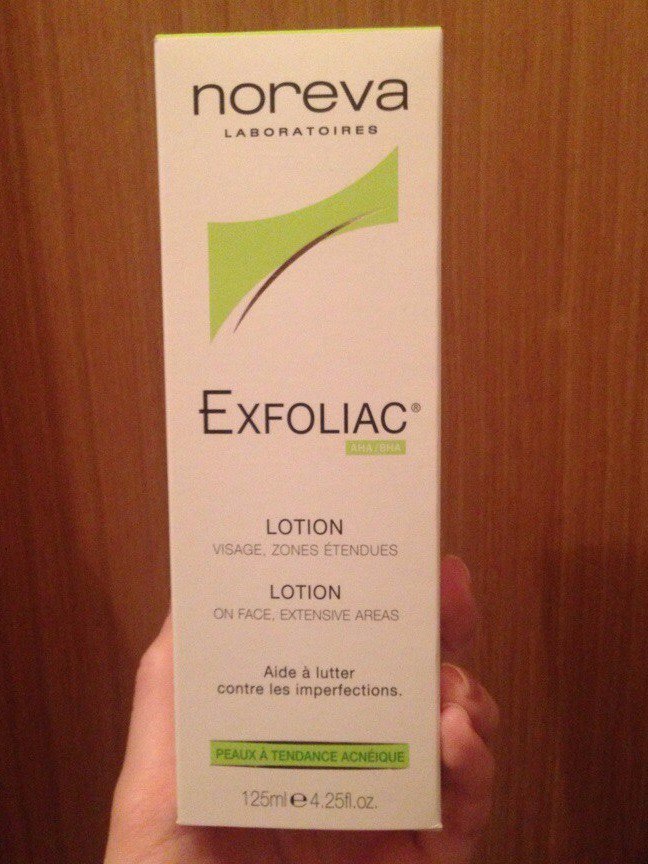 noreva
LABORATOIRES
EXFOLIAC®
AHA/BHA
LOTION
VISAGE, ZONES ÉTENDUES
LOTION
ON FACE, EXTENSIVE AREAS
Aide à lutter
contre les imperfections.
PEAUX À TENDANCE ACNÉIQUE
125ml e 4.25fl.oz.